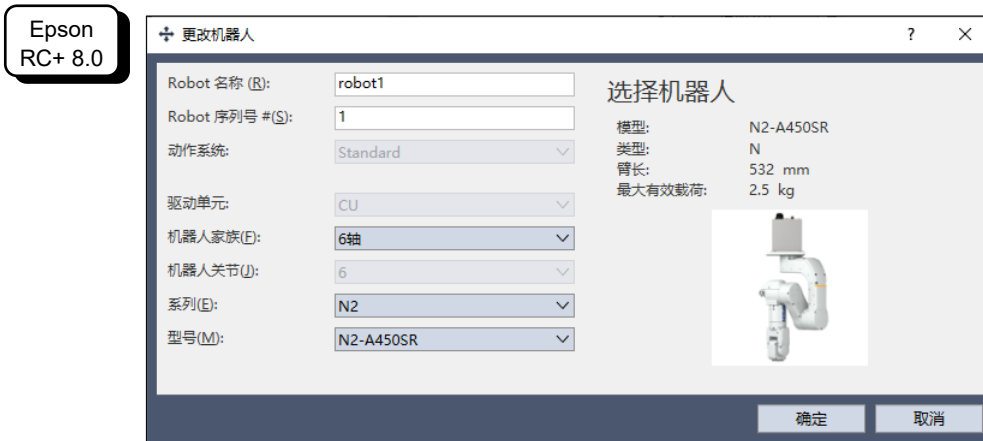 Epson
RC+ 8.0
更改机器人
?
Robot 名称 (R):
robot1
Robot 序列号 #(S):
1
动作系统:
Standard
驱动单元:
CU
机器人家族(F):
6轴
机器人关节(J):
6
系列(E):
N2
型号(M):
N2-A450SR
选择机器人
模型: N2-A450SR
类型: N
臂长: 532 mm
最大有效载荷: 2.5 kg
确定
取消